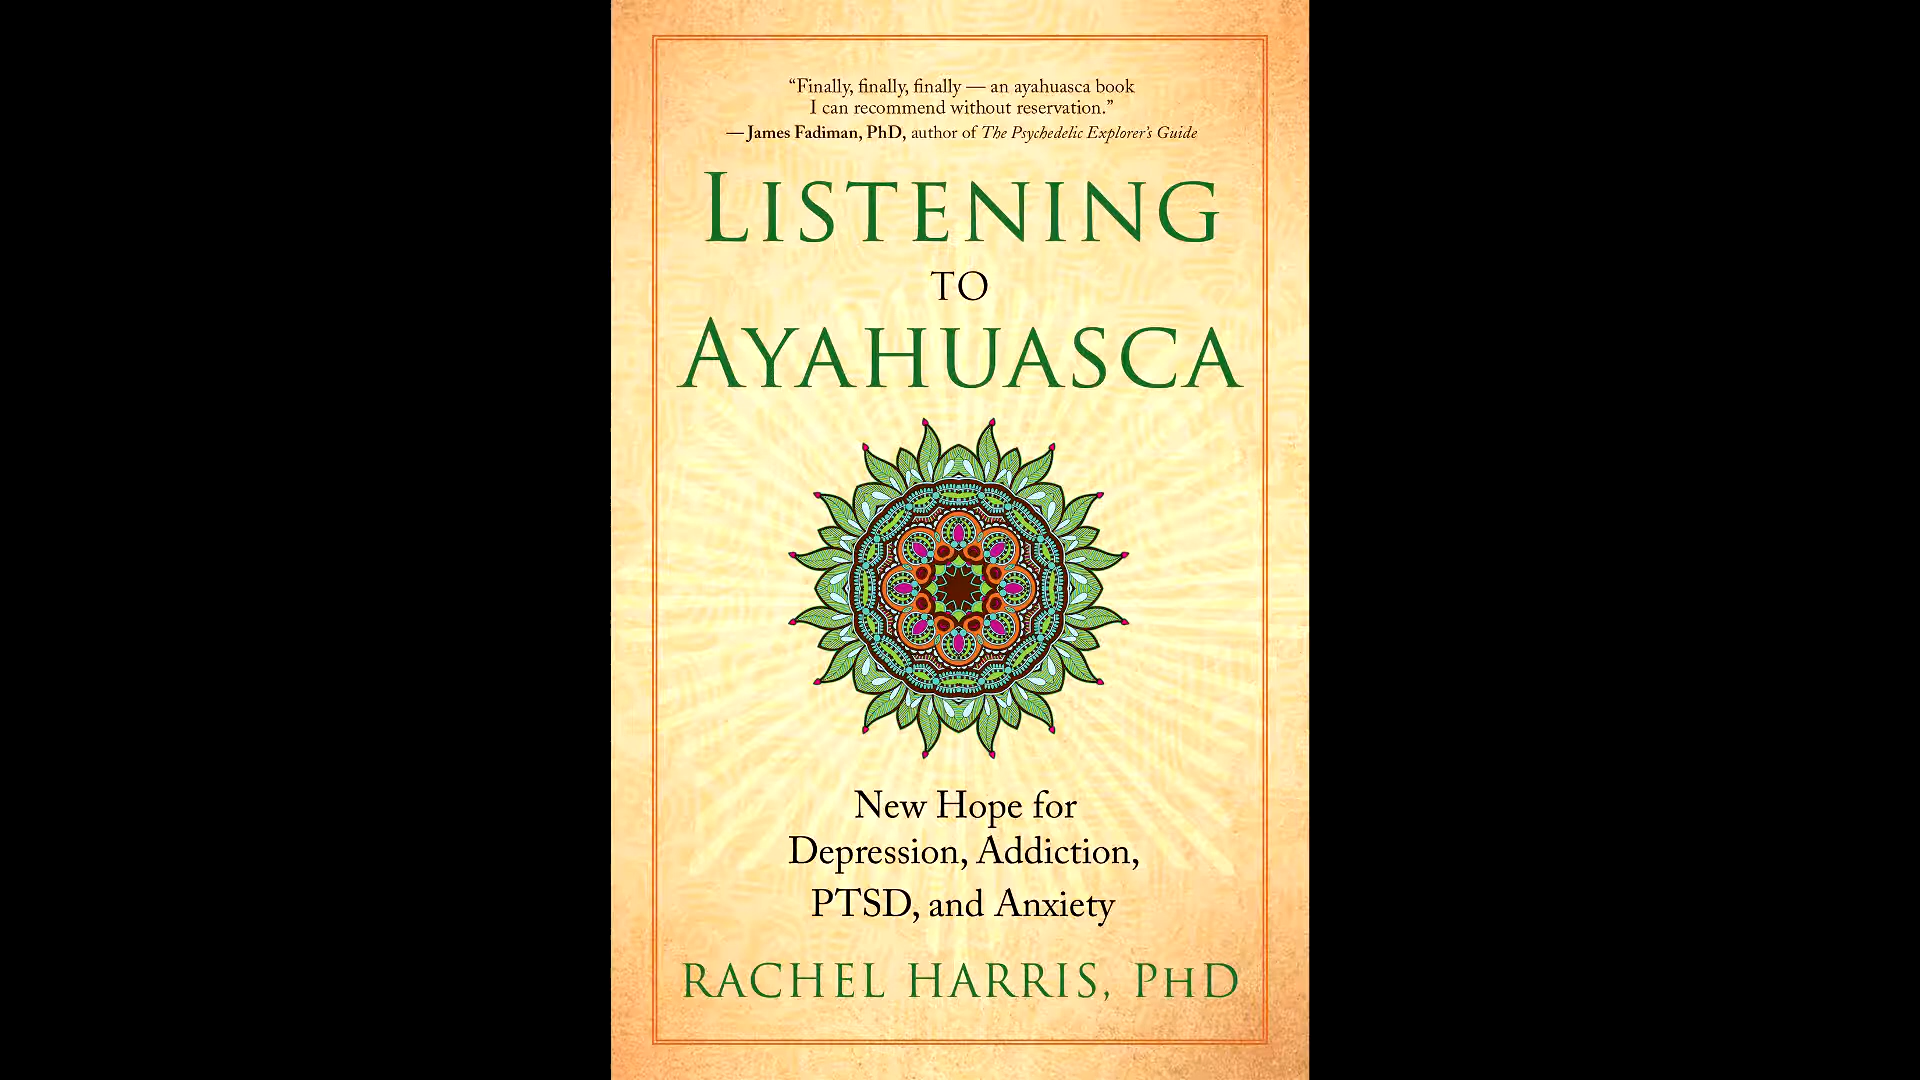 “Finally, finally, finally — an ayahuasca book
I can recommend without reservation.”
— James Fadiman, PhD, author of The Psychedelic Explorer’s Guide
LISTENING
TO
AYAHUASCA
New Hope for
Depression, Addiction,
PTSD, and Anxiety
RACHEL HARRIS, PhD